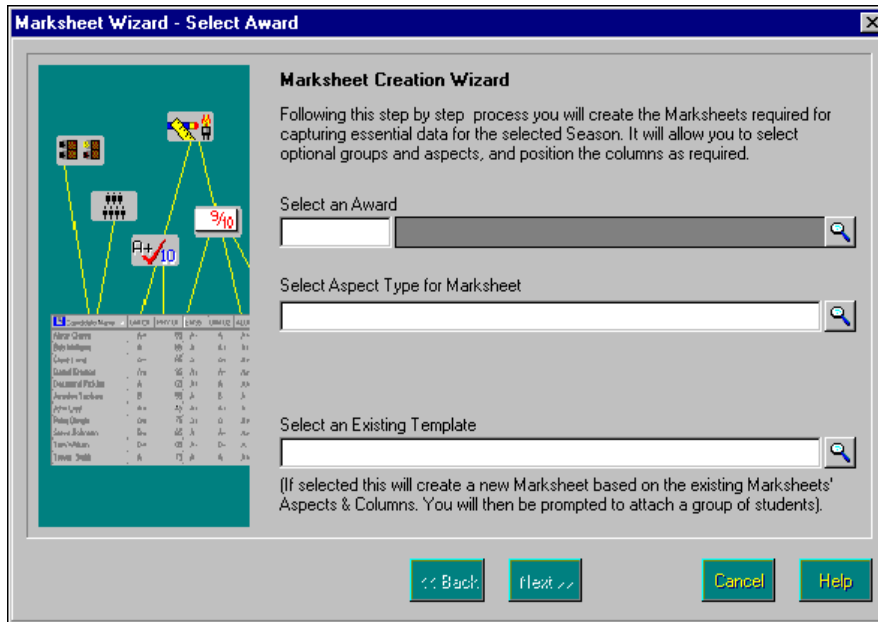 Marksheet Wizard - Select Award
Marksheet Creation Wizard
Following this step by step process you will create the Marksheets required for
capturing essential data for the selected Season. It will allow you to select
optional groups and aspects, and position the columns as required.
Select an Award
9/10
A+ 10
Select Aspect Type for Marksheet
Candidate Name
Select an Existing Template
(If selected this will create a new Marksheet based on the existing Marksheets'
Aspects & Columns. You will then be prompted to attach a group of students).
<< Back
Next >>
Cancel
Help